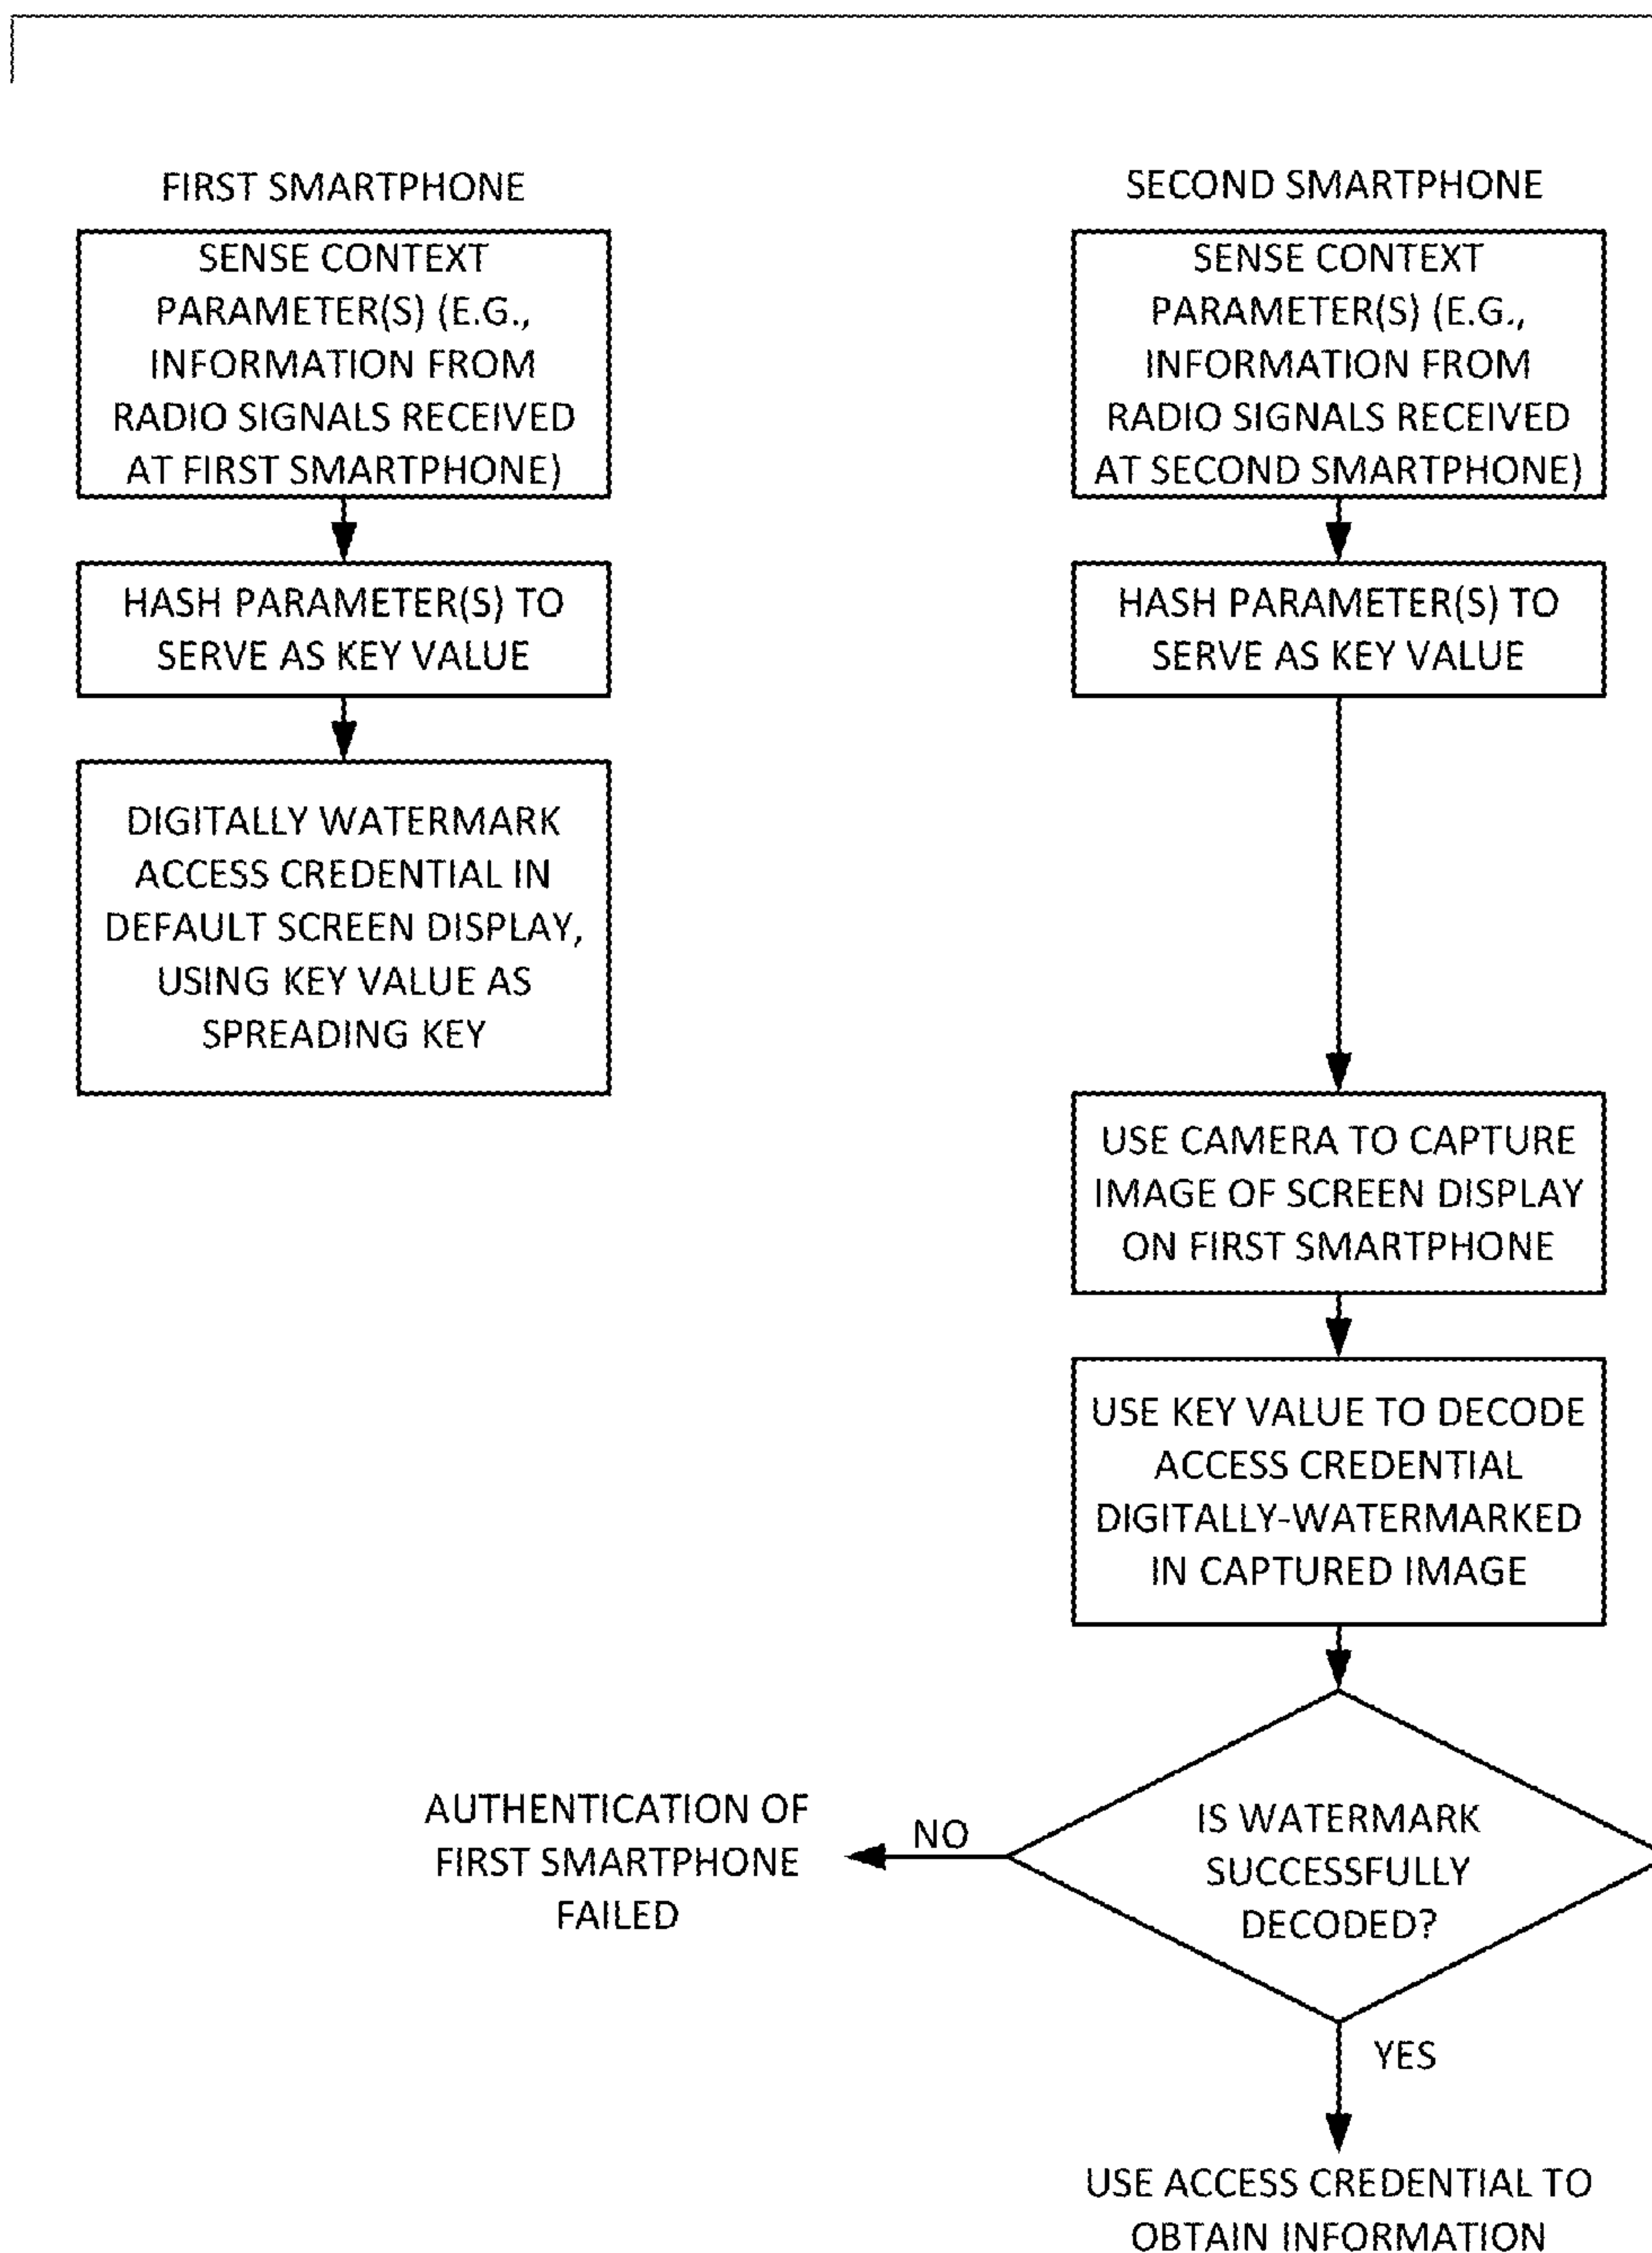 FIRST SMARTPHONE
SENSE CONTEXT
PARAMETER(S) (E.G.,
INFORMATION FROM
RADIO SIGNALS RECEIVED
AT FIRST SMARTPHONE)
HASH PARAMETER(S) TO
SERVE AS KEY VALUE
DIGITALLY WATERMARK
ACCESS CREDENTIAL IN
DEFAULT SCREEN DISPLAY,
USING KEY VALUE AS
SPREADING KEY
SECOND SMARTPHONE
SENSE CONTEXT
PARAMETER(S) (E.G.,
INFORMATION FROM
RADIO SIGNALS RECEIVED
AT SECOND SMARTPHONE)
HASH PARAMETER(S) TO
SERVE AS KEY VALUE
USE CAMERA TO CAPTURE
IMAGE OF SCREEN DISPLAY
ON FIRST SMARTPHONE
USE KEY VALUE TO DECODE
ACCESS CREDENTIAL
DIGITALLY-WATERMARKED
IN CAPTURED IMAGE
IS WATERMARK
SUCCESSFULLY
DECODED?
NO
AUTHENTICATION OF
FIRST SMARTPHONE
FAILED
YES
USE ACCESS CREDENTIAL TO
OBTAIN INFORMATION